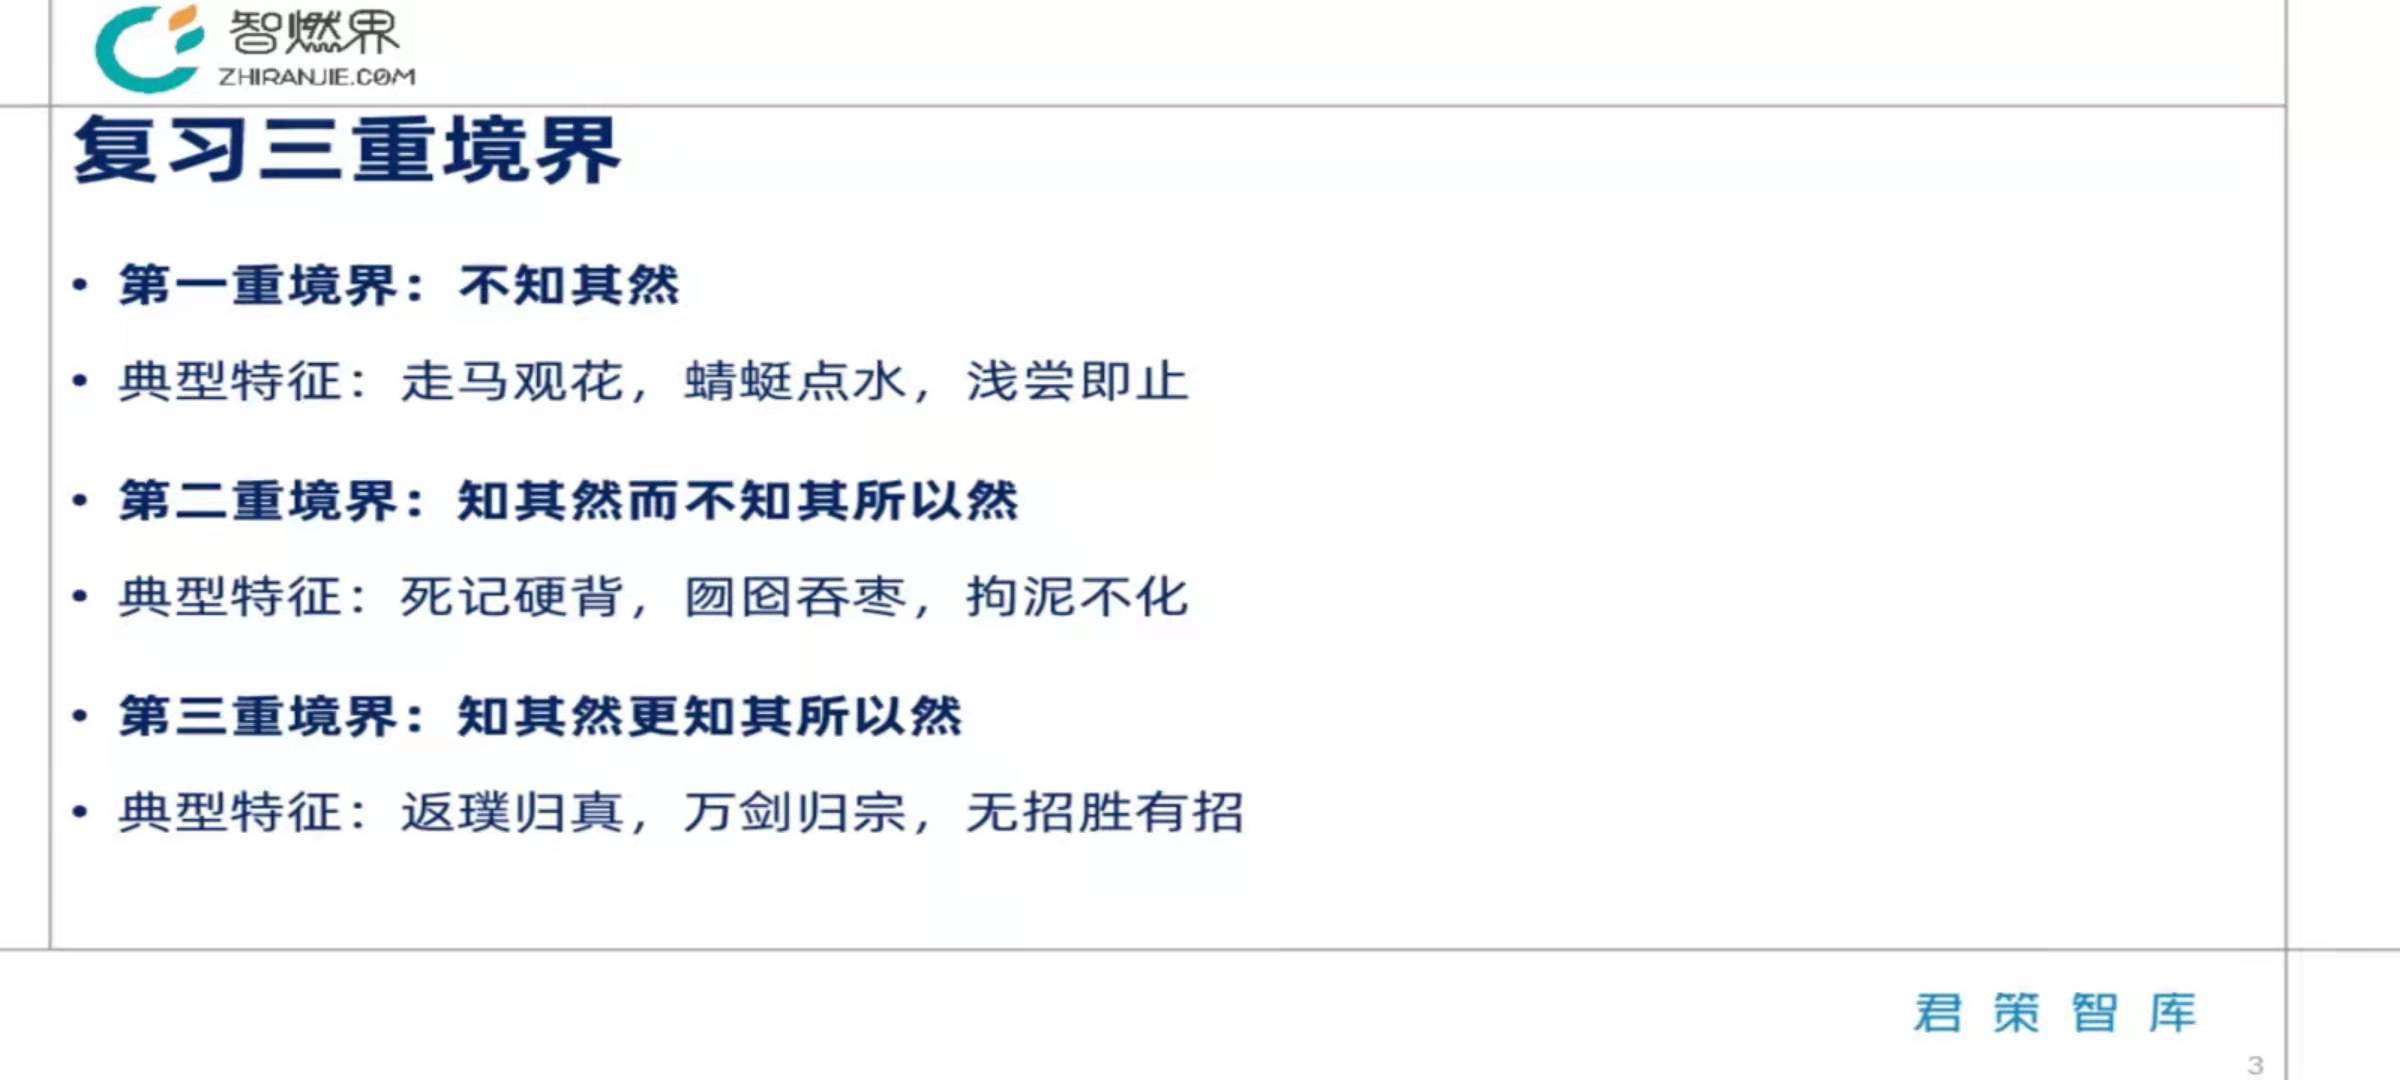 智燃界
ZHIRANJIE.COM
复习三重境界
• 第一重境界：不知其然
• 典型特征：走马观花，蜻蜓点水，浅尝即止
• 第二重境界：知其然而不知其所以然
• 典型特征：死记硬背，囫囵吞枣，拘泥不化
• 第三重境界：知其然更知其所以然
• 典型特征：返璞归真，万剑归宗，无招胜有招
君策智库
3